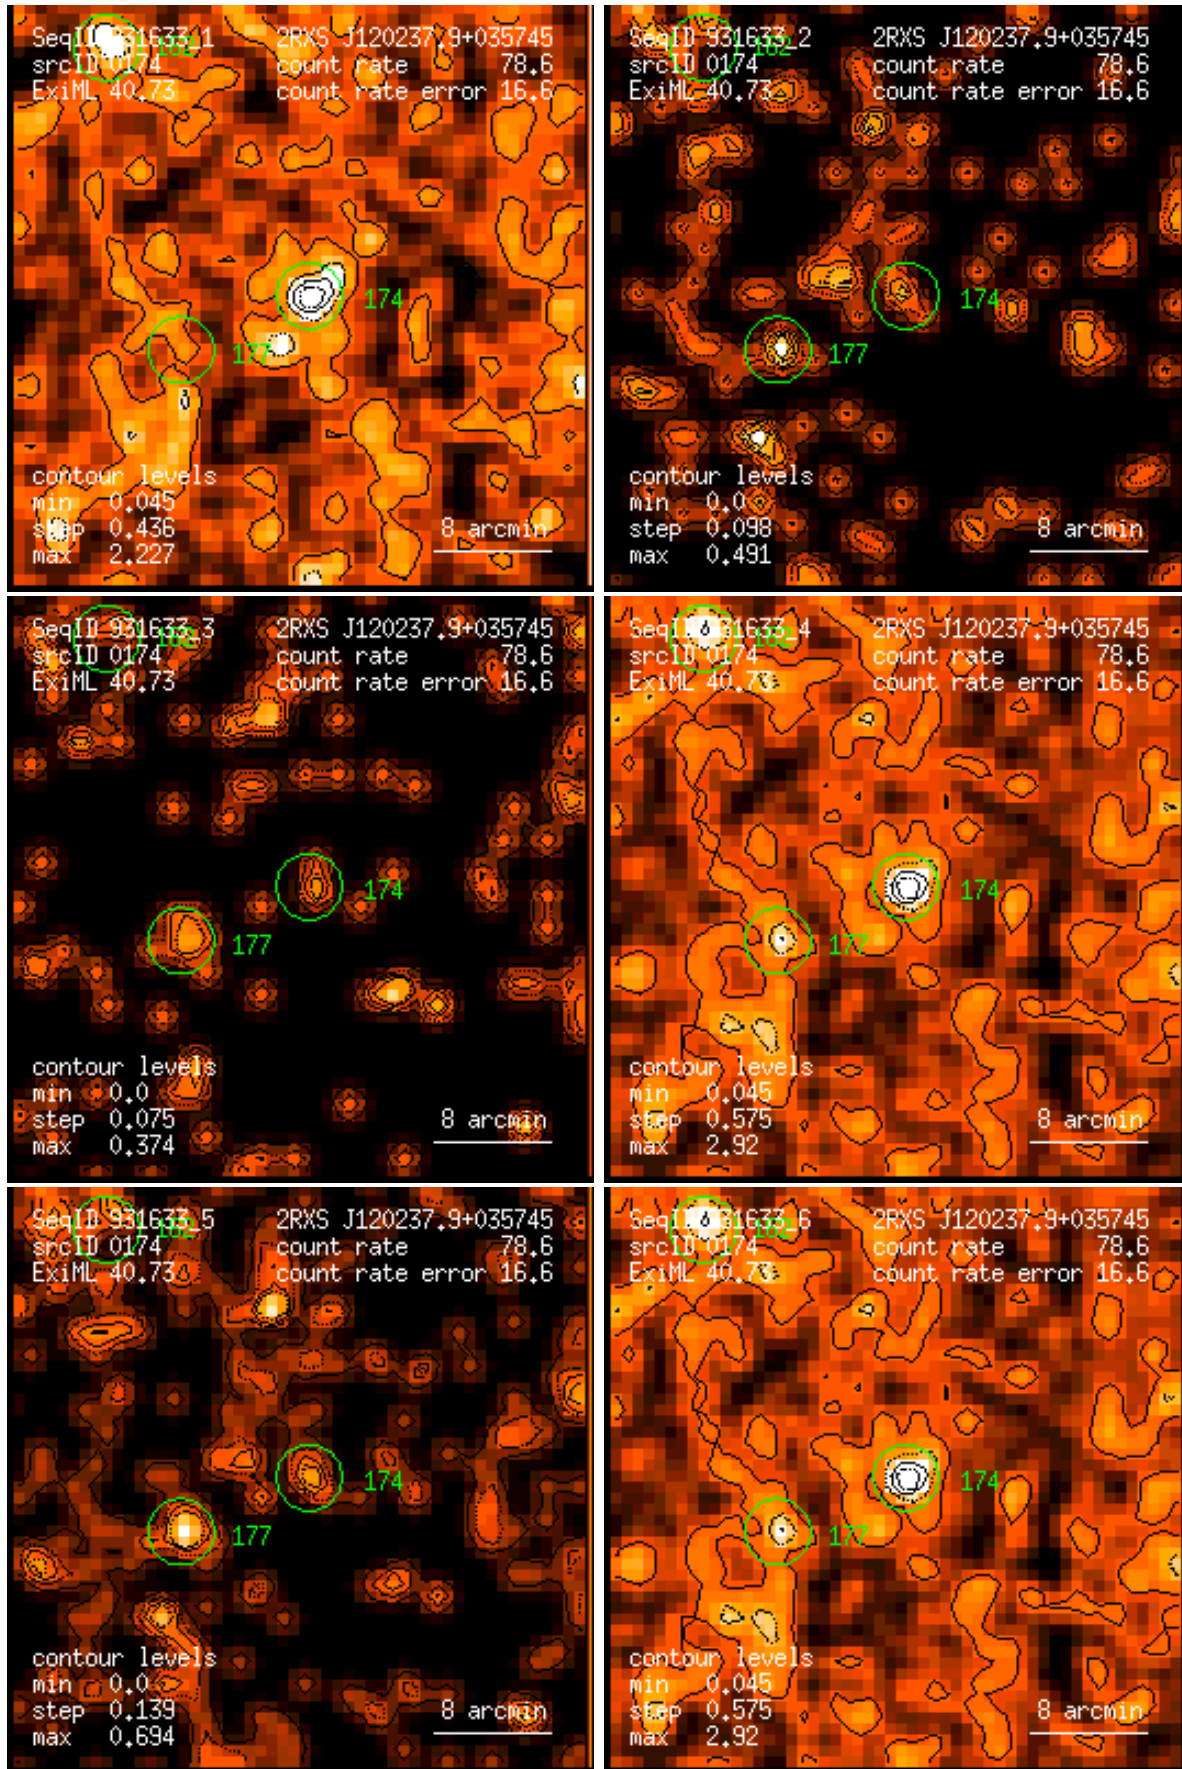 SeqID 931633_1 162 2RXS J120237.9+035745
srcID 0174 count rate 78.6
ExiML 40.73 count rate error 16.6
174
177
contour levels
min 0.045
step 0.436
max 2.227
8 arcmin
SeqID 931633_2 162 2RXS J120237.9+035745
srcID 0174 count rate 78.6
ExiML 40.73 count rate error 16.6
174
177
contour levels
min 0.0
step 0.098
max 0.491
8 arcmin
SeqID 931633_3 162 2RXS J120237.9+035745
srcID 0174 count rate 78.6
ExiML 40.73 count rate error 16.6
174
177
contour levels
min 0.0
step 0.075
max 0.374
8 arcmin
SeqID 931633_4 162 2RXS J120237.9+035745
srcID 0174 count rate 78.6
ExiML 40.73 count rate error 16.6
174
177
contour levels
min 0.045
step 0.575
max 2.92
8 arcmin
SeqID 931633_5 162 2RXS J120237.9+035745
srcID 0174 count rate 78.6
ExiML 40.73 count rate error 16.6
174
177
contour levels
min 0.0
step 0.139
max 0.694
8 arcmin
SeqID 931633_6 162 2RXS J120237.9+035745
srcID 0174 count rate 78.6
ExiML 40.73 count rate error 16.6
174
177
contour levels
min 0.045
step 0.575
max 2.92
8 arcmin